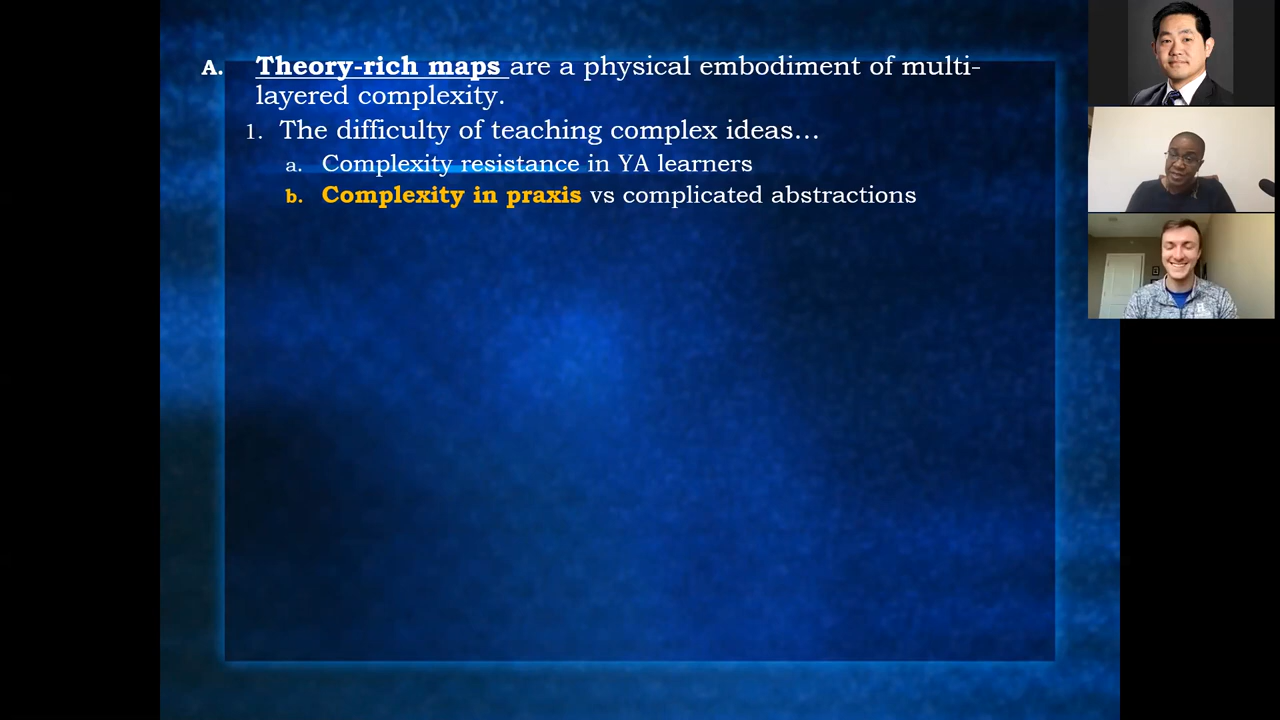 A. Theory-rich maps are a physical embodiment of multi-
layered complexity.
1. The difficulty of teaching complex ideas…
a. Complexity resistance in YA learners
b. Complexity in praxis vs complicated abstractions